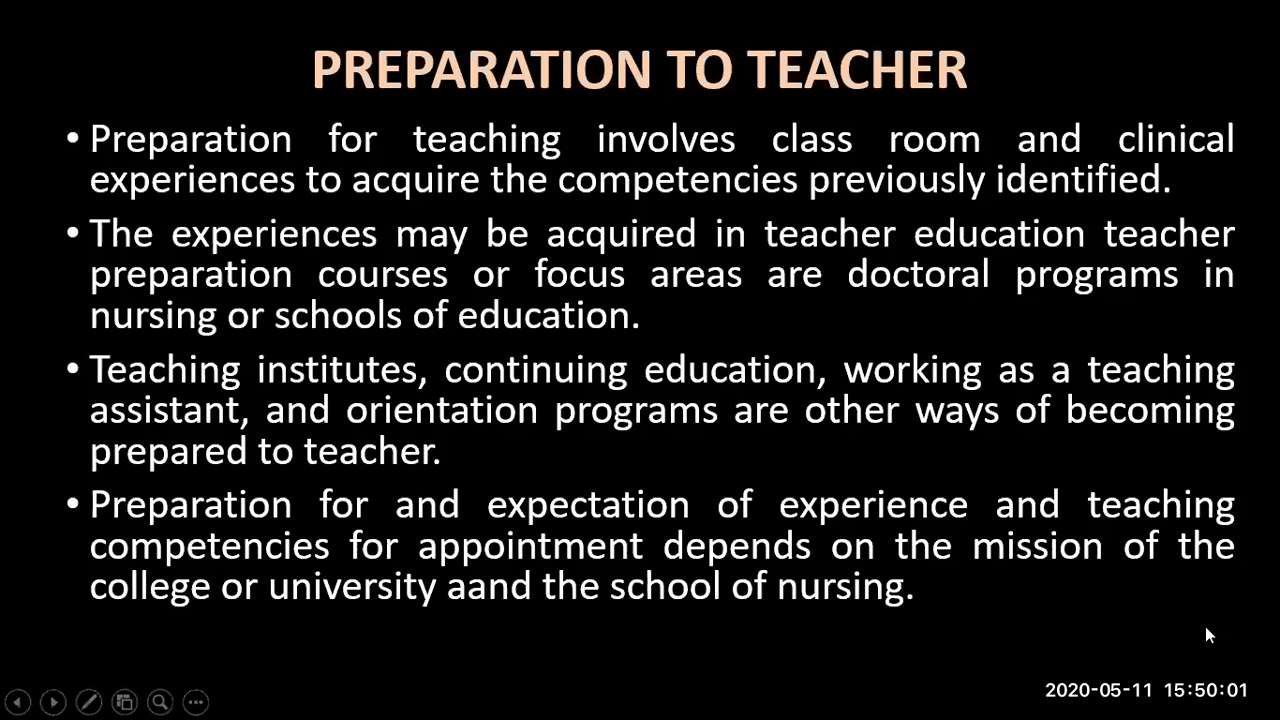 PREPARATION TO TEACHER
• Preparation for teaching involves class room and clinical
experiences to acquire the competencies previously identified.
• The experiences may be acquired in teacher education teacher
preparation courses or focus areas are doctoral programs in
nursing or schools of education.
• Teaching institutes, continuing education, working as a teaching
assistant, and orientation programs are other ways of becoming
prepared to teacher.
• Preparation for and expectation of experience and teaching
competencies for appointment depends on the mission of the
college or university aand the school of nursing.
2020-05-11 15:50:01